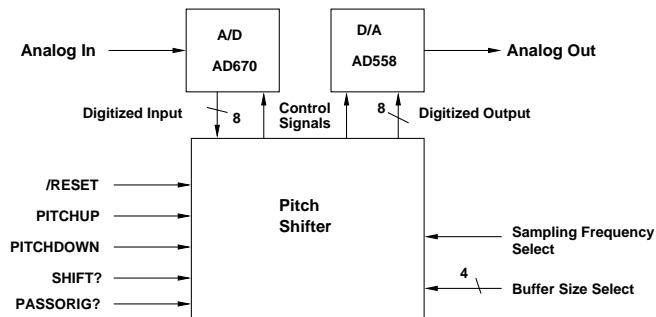 A/D
AD670
D/A
AD558
Analog In
Analog Out
Digitized Input
8
Control
Signals
8
Digitized Output
/RESET
PITCHUP
PITCHDOWN
SHIFT?
PASSORIG?
Pitch
Shifter
Sampling Frequency
Select
4
Buffer Size Select